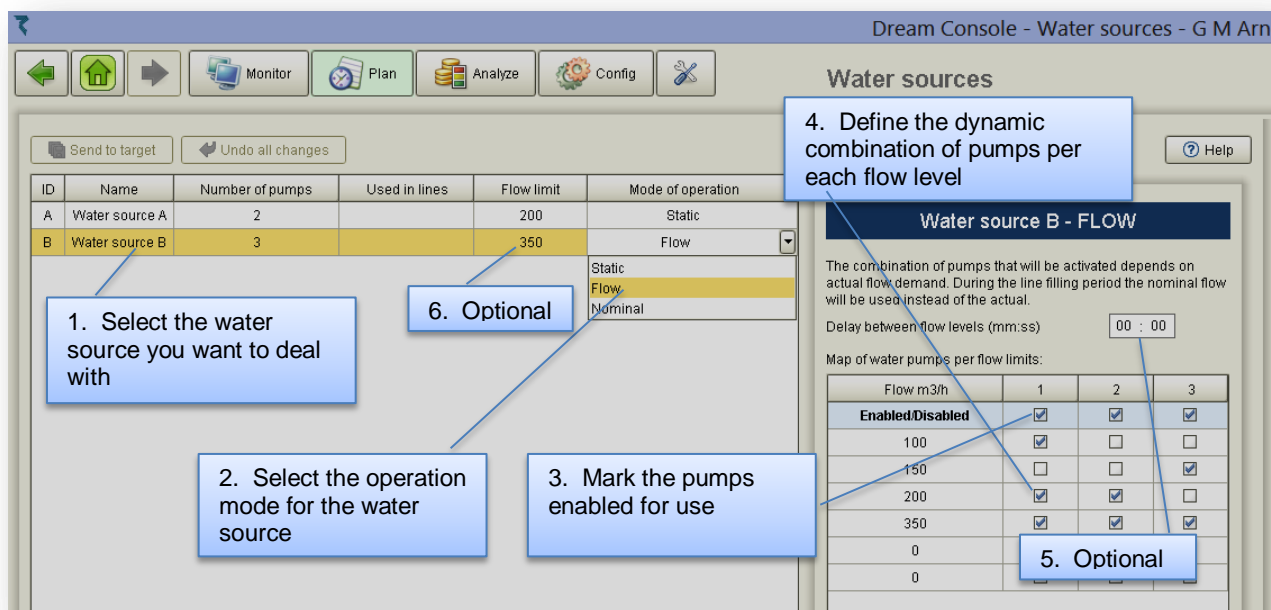 Dream Console - Water sources - G M Arn
Monitor
Plan
Analyze
Config
Water sources
Send to target
Undo all changes
Help
ID Name Number of pumps Used in lines Flow limit Mode of operation
A Water source A 2 200 Static
B Water source B 3 350 Flow
Static
Flow
Nominal
1. Select the water
source you want to deal
with
6. Optional
2. Select the operation
mode for the water
source
3. Mark the pumps
enabled for use
4. Define the dynamic
combination of pumps per
each flow level
Water source B - FLOW
The combination of pumps that will be activated depends on
actual flow demand. During the line filling period the nominal flow
will be used instead of the actual.
Delay between flow levels (mm:ss) 00 : 00
Map of water pumps per flow limits:
Flow m3/h 1 2 3
Enabled/Disabled
100
150
200
350
0
0
5. Optional